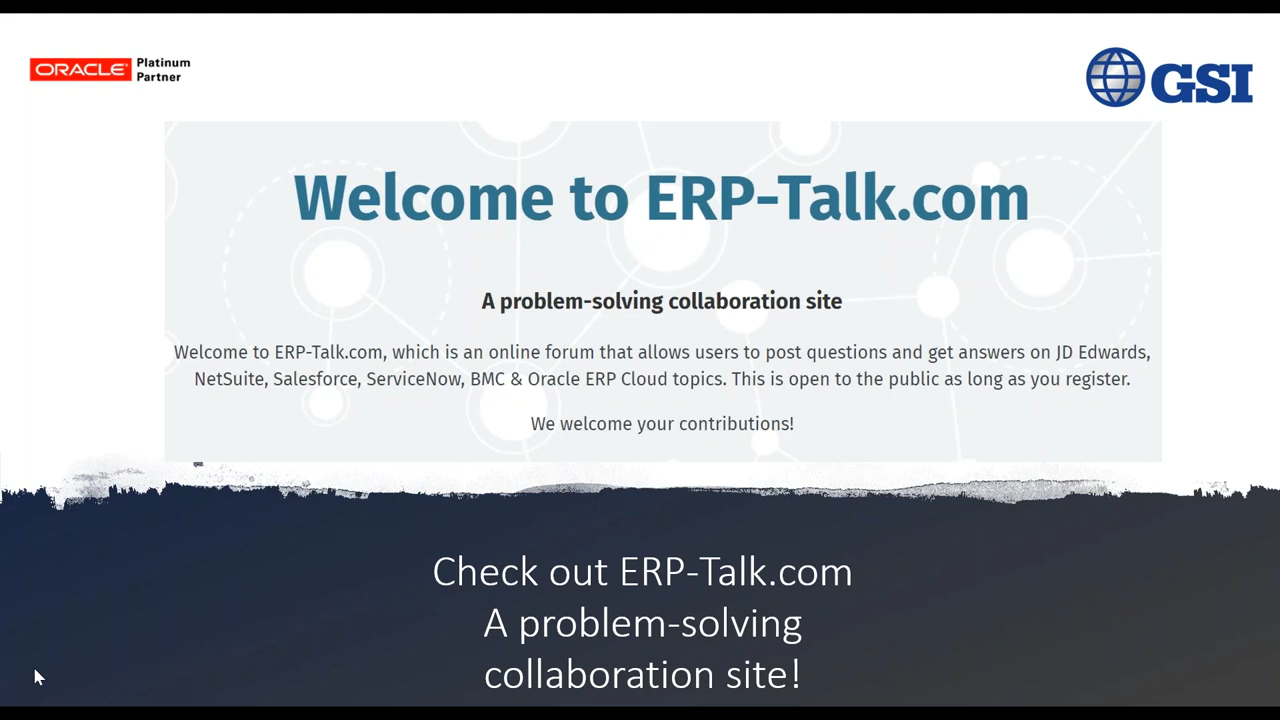 ORACLE Platinum
Partner
GSI
Welcome to ERP-Talk.com
A problem-solving collaboration site
Welcome to ERP-Talk.com, which is an online forum that allows users to post questions and get answers on JD Edwards,
NetSuite, Salesforce, ServiceNow, BMC & Oracle ERP Cloud topics. This is open to the public as long as you register.
We welcome your contributions!
Check out ERP-Talk.com
A problem-solving
collaboration site!